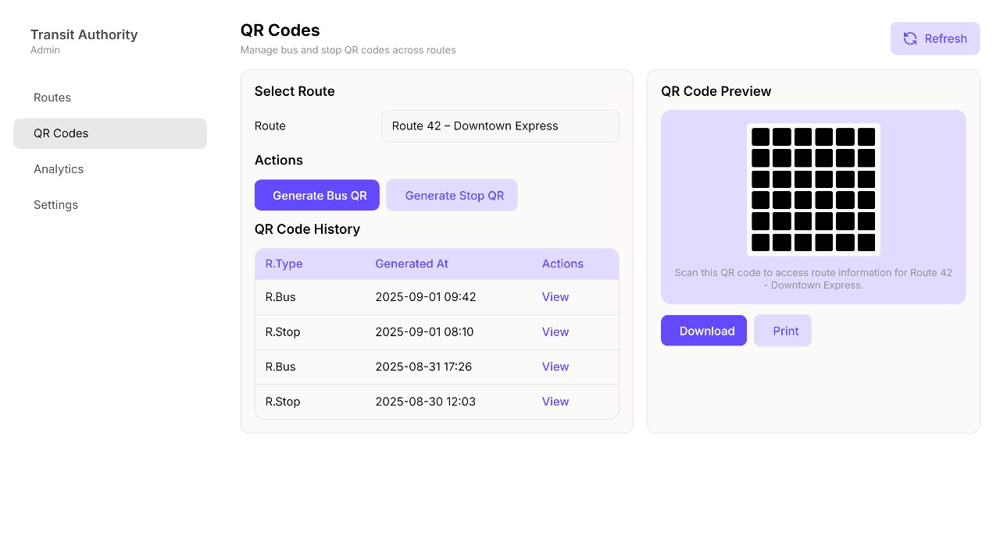 Transit Authority
Admin
Routes
QR Codes
Analytics
Settings
QR Codes
Manage bus and stop QR codes across routes
Refresh
Select Route
Route
Route 42 – Downtown Express
Actions
Generate Bus QR
Generate Stop QR
QR Code History
R.Type Generated At Actions
R.Bus 2025-09-01 09:42 View
R.Stop 2025-09-01 08:10 View
R.Bus 2025-08-31 17:26 View
R.Stop 2025-08-30 12:03 View
QR Code Preview
Scan this QR code to access route information for Route 42
- Downtown Express.
Download
Print